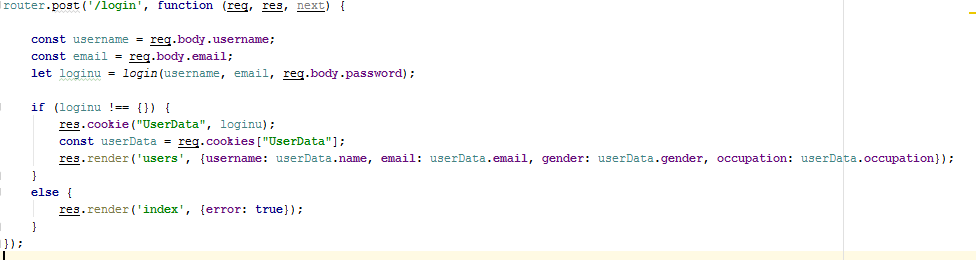 router.post('/login', function (req, res, next) {
const username = req.body.username;
const email = req.body.email;
let loginu = login(username, email, req.body.password);
if (loginu !== {}) {
res.cookie("UserData", loginu);
const userData = req.cookies["UserData"];
res.render('users', {username: userData.name, email: userData.email, gender: userData.gender, occupation: userData.occupation});
}
else {
res.render('index', {error: true});
}
});